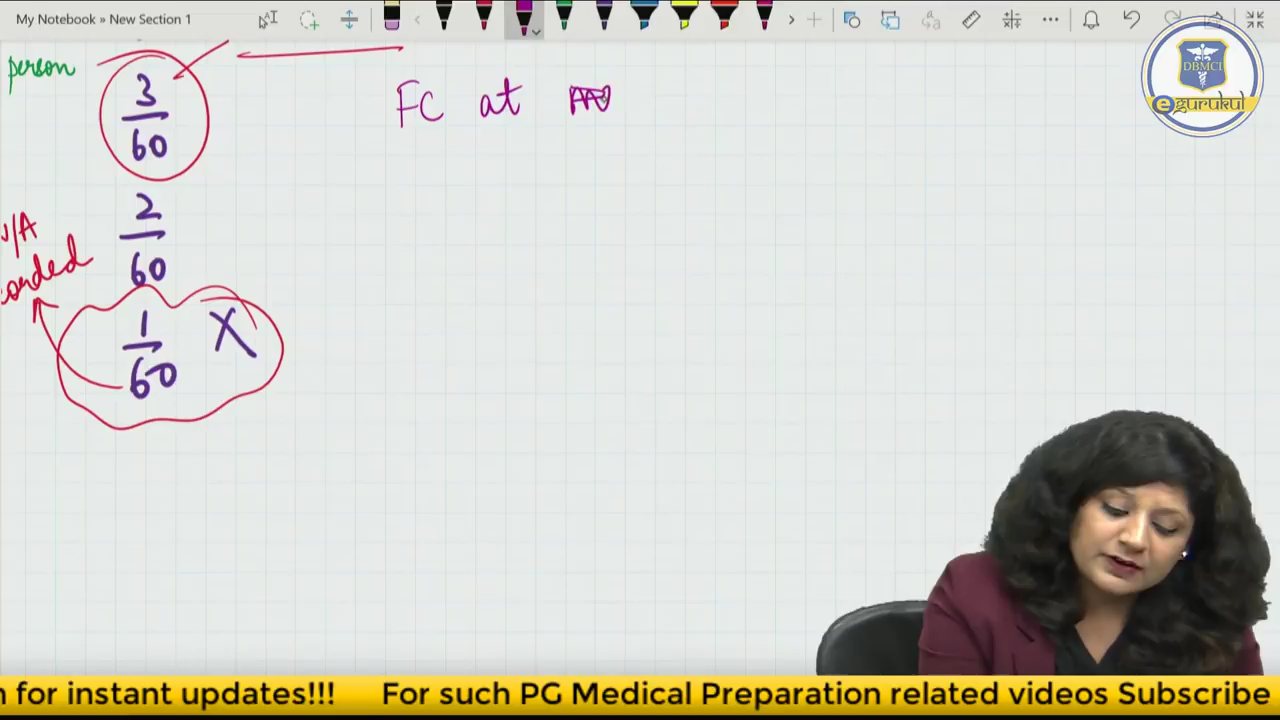 My Notebook » New Section 1
person
3
60
FC at
2
60
1
60 X
DBMCI
egurukul
n for instant updates!!! For such PG Medical Preparation related videos Subscribe